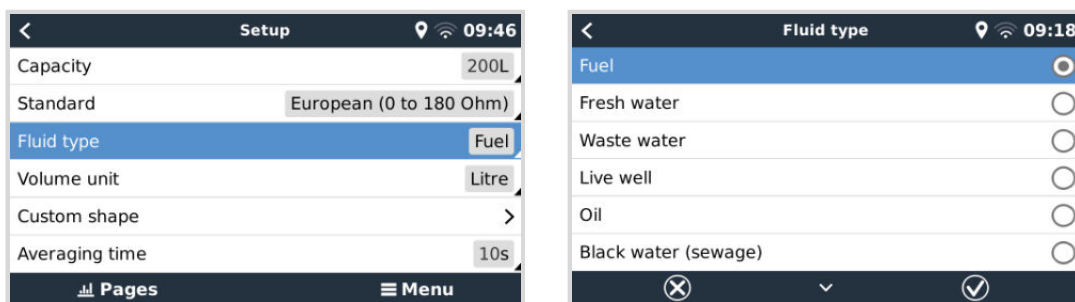 Setup 09:46
Capacity 200L
Standard European (0 to 180 Ohm)
Fluid type Fuel
Volume unit Litre
Custom shape
Averaging time 10s
Pages Menu
Fluid type 09:18
Fuel
Fresh water
Waste water
Live well
Oil
Black water (sewage)